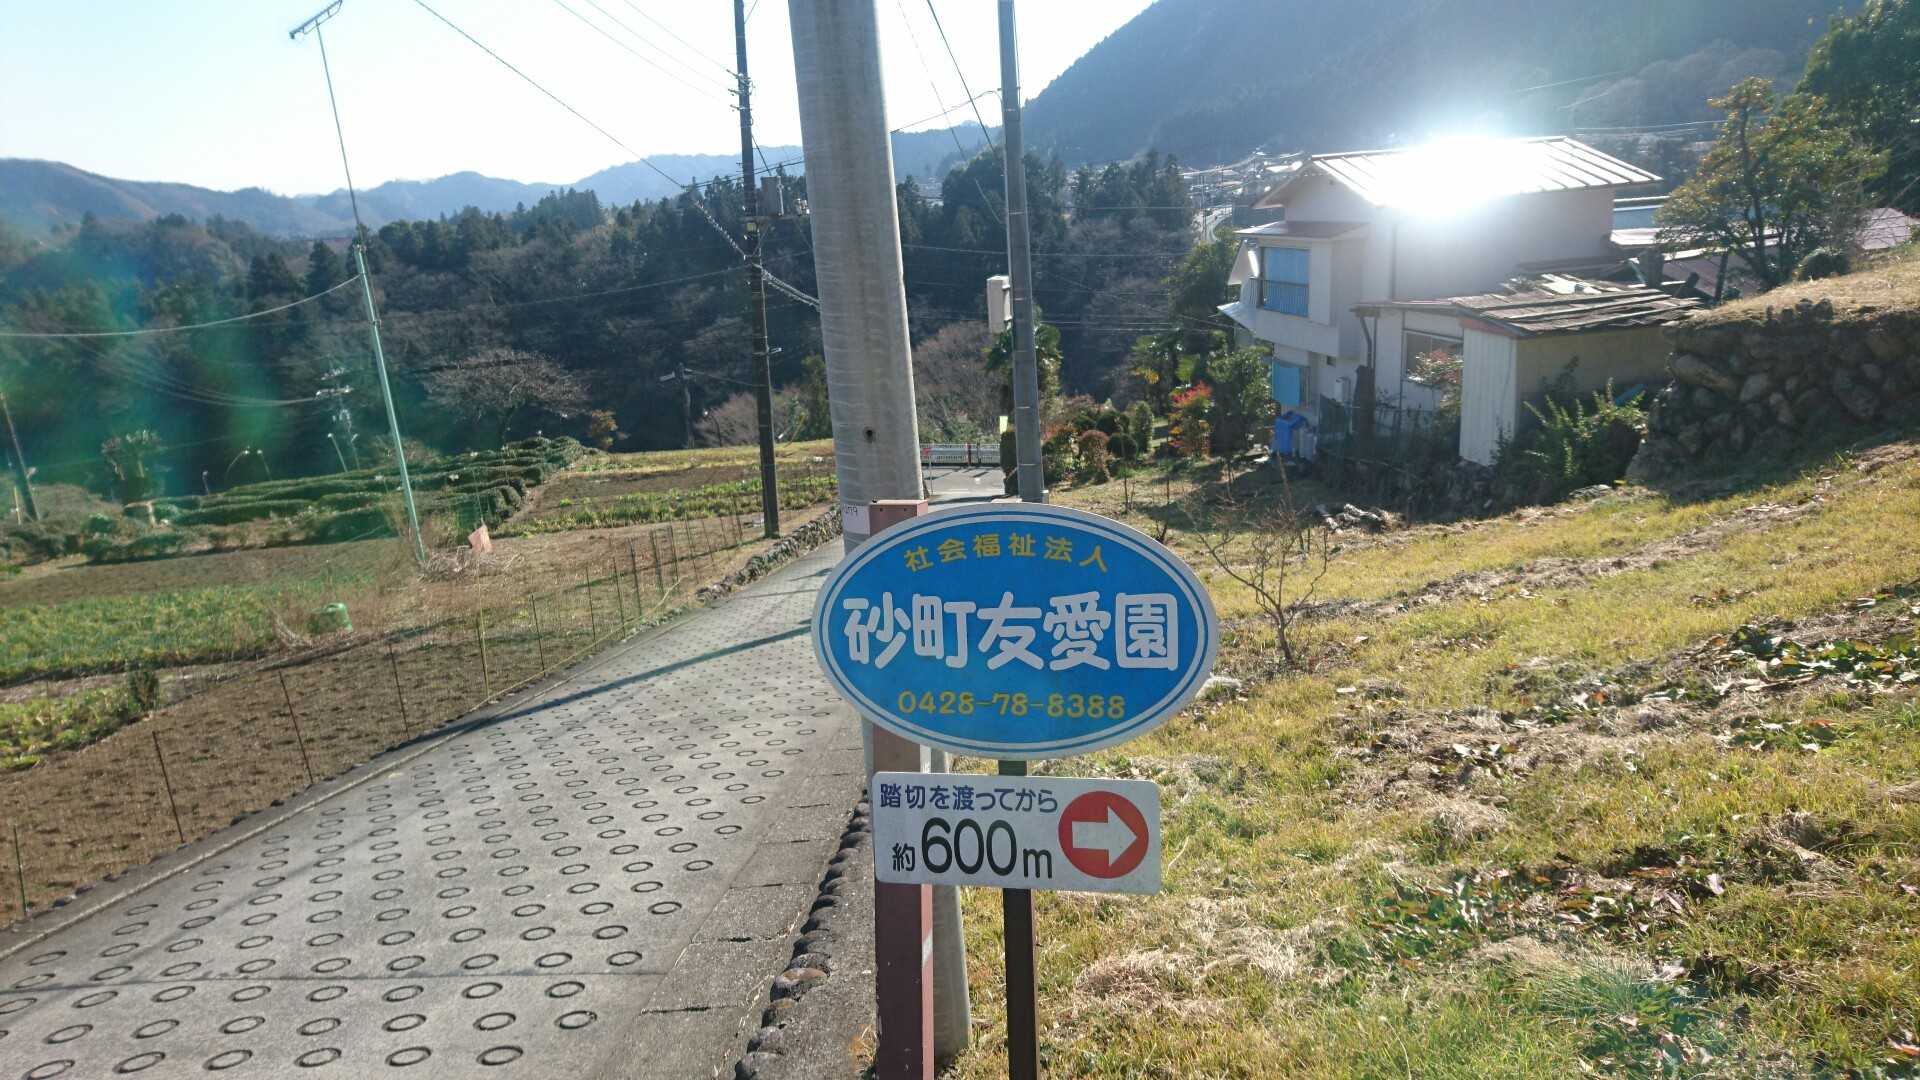 社会福祉法人
砂町友愛園
0428-78-8388
踏切を渡ってから
約600m